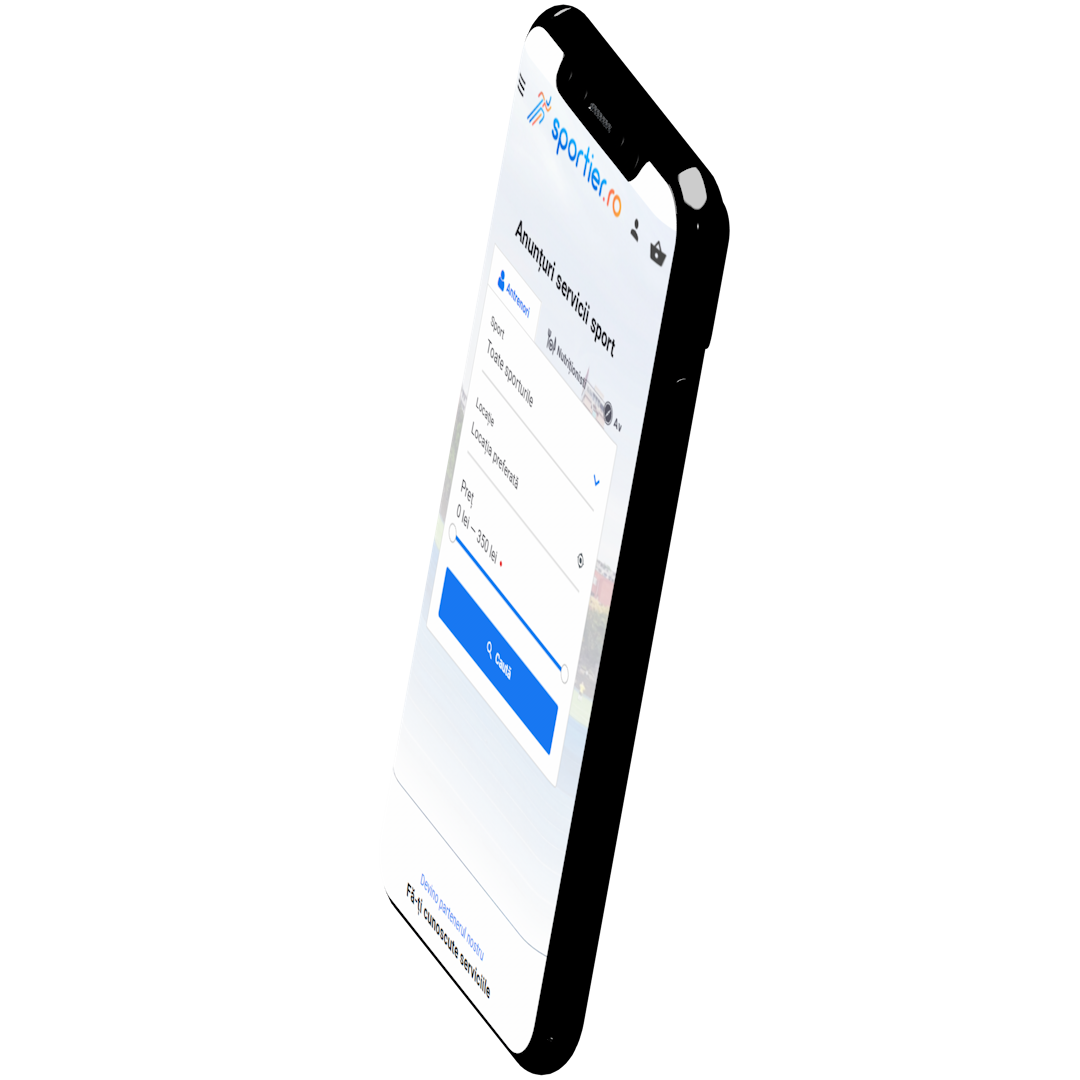 sportier.ro
Anunțuri servicii sport
Antrenori
Nutriționiști
Av
Sport
Toate sporturile
Locație
Locația preferată
Preț
0 lei – 350 lei
Caută
Devino partenerul nostru
Fă-ți cunoscute serviciile